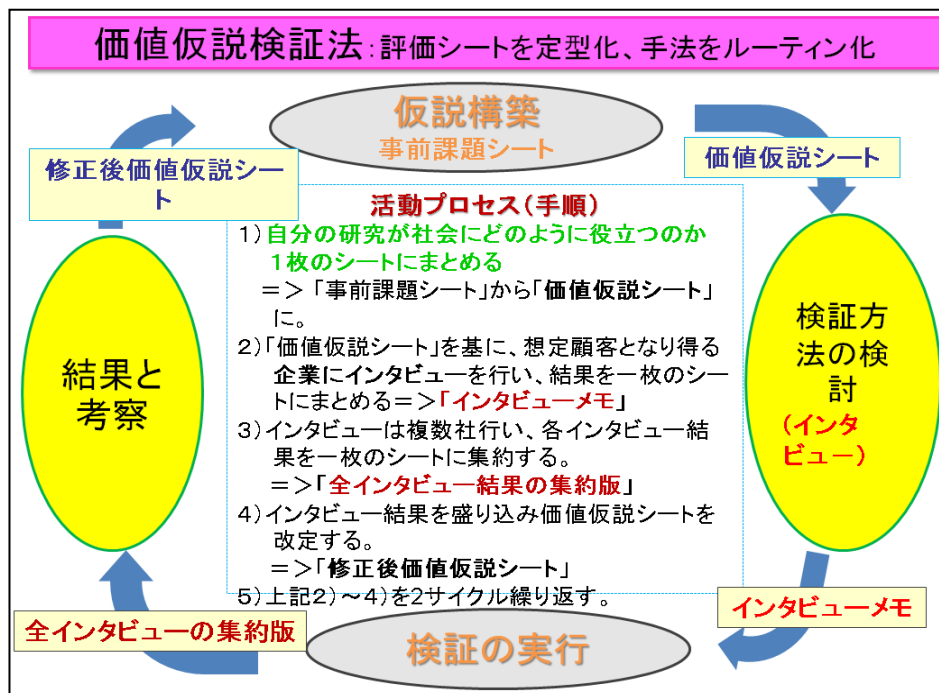 価値仮説検証法:評価シートを定型化、手法をルーティン化
仮説構築
事前課題シート
価値仮説シート
修正後価値仮説シー
ト
活動プロセス(手順)
1)自分の研究が社会にどのように役立つのか
1枚のシートにまとめる
=>「事前課題シート」から「価値仮説シート」
に。
2)「価値仮説シート」を基に、想定顧客となり得る
企業にインタビューを行い、結果を一枚のシー
トにまとめる=>「インタビューメモ」
3)インタビューは複数社行い、各インタビュー結
果を一枚のシートに集約する。
=>「全インタビュー結果の集約版」
4)インタビュー結果を盛り込み価値仮説シートを
改定する。
=>「修正後価値仮説シート」
5)上記2)~4)を2サイクル繰り返す。
検証方
法の検
討
(インタ
ビュー)
結果と
考察
インタビューメモ
全インタビューの集約版
検証の実行